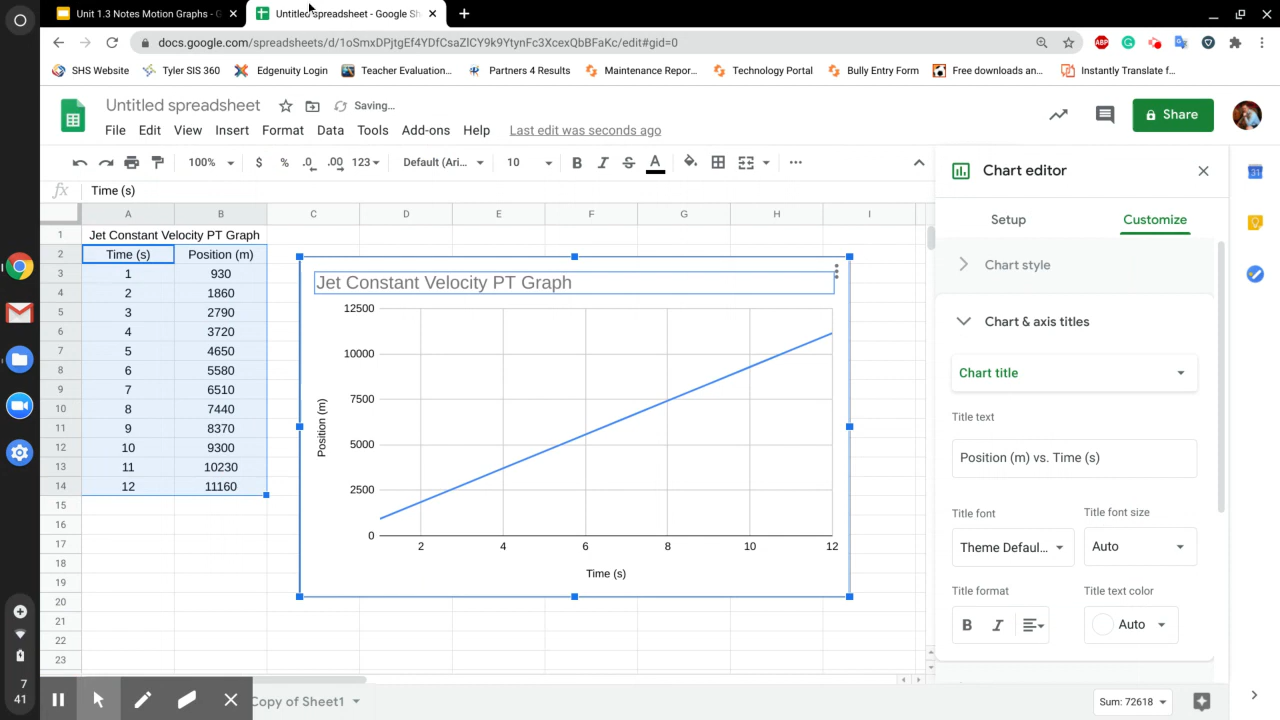 Unit 1.3 Notes Motion Graphs - G
Untitled spreadsheet - Google Sh
docs.google.com/spreadsheets/d/1oSmxDPjtqEf4YDfCsaZlCY9k9YtynFc3XcexQbBFaKc/edit#gid=0
ABP
SHS Website
Tyler SIS 360
Edgenuity Login
Teacher Evaluation...
Partners 4 Results
Maintenance Repor...
Technology Portal
Bully Entry Form
Free downloads an...
Instantly Translate f...
Untitled spreadsheet
Saving...
Share
File Edit View Insert Format Data Tools Add-ons Help Last edit was seconds ago
100% $ % .0 .00 123 Default (Ari... 10 B I S A
fx Time (s)
A B C D E F G H I
1 Jet Constant Velocity PT Graph
2 Time (s) Position (m)
3 1 930
4 2 1860
5 3 2790
6 4 3720
7 5 4650
8 6 5580
9 7 6510
10 8 7440
11 9 8370
12 10 9300
13 11 10230
14 12 11160
15
16
17
18
19
20
21
22
23
Jet Constant Velocity PT Graph
12500
10000
7500
5000
2500
0
Position (m)
2 4 6 8 10 12
Time (s)
Chart editor
Setup Customize
Chart style
Chart & axis titles
Chart title
Title text
Position (m) vs. Time (s)
Title font Title font size
Theme Defaul... Auto
Title format Title text color
B I Auto
31
7
41
Copy of Sheet1
Sum: 72618